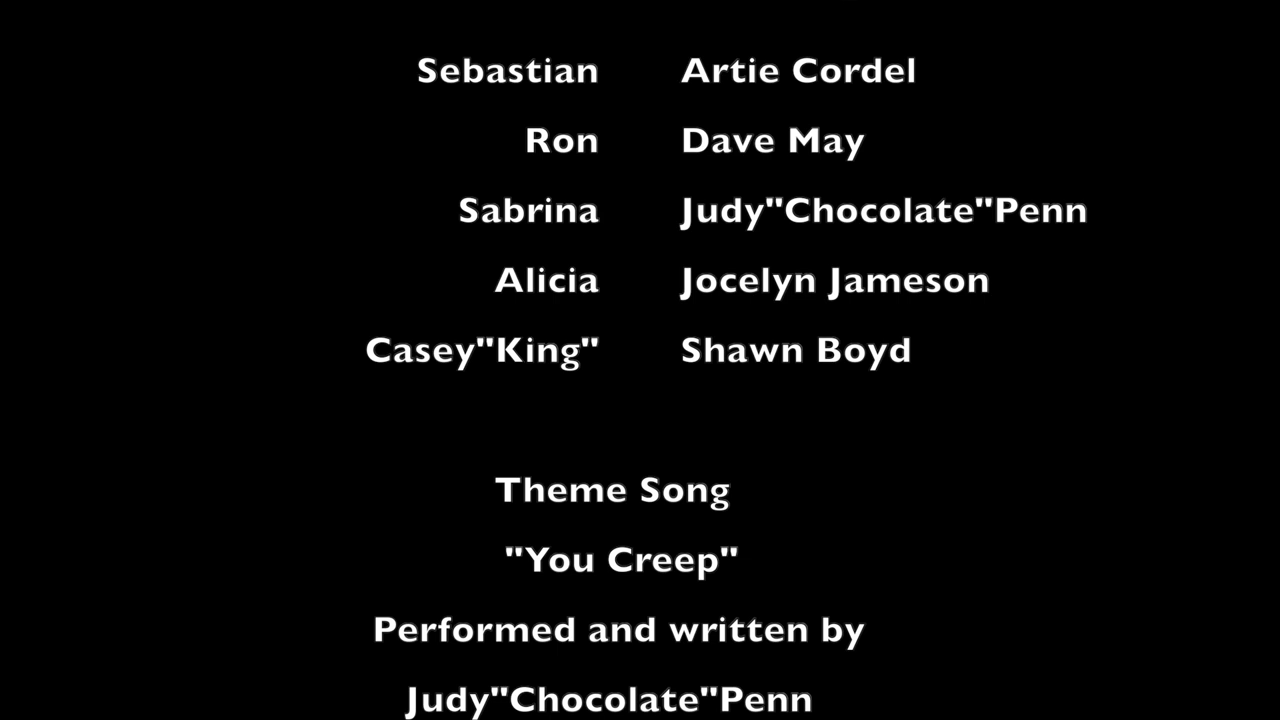 Sebastian Artie Cordel
Ron Dave May
Sabrina Judy"Chocolate"Penn
Alicia Jocelyn Jameson
Casey"King" Shawn Boyd
Theme Song
"You Creep"
Performed and written by
Judy"Chocolate"Penn